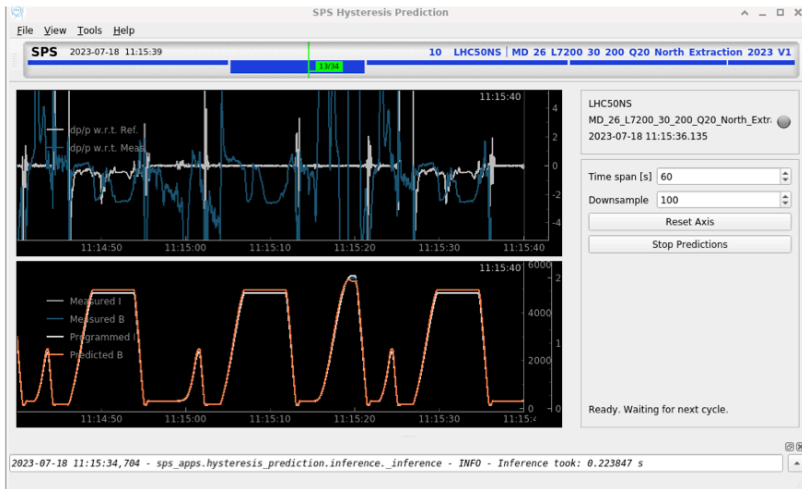 SPS Hysteresis Prediction
File View Tools Help
SPS 2023-07-18 11:15:39 10 LHC50NS | MD 26 L7200 30 200 Q20 North Extraction 2023 V1
13/34
11:15:40
dp/p w.r.t. Ref.
dp/p w.r.t. Meas.
4
2
0
-2
-4
11:14:50 11:15:00 11:15:10 11:15:20 11:15:30 11:15:40
11:15:40
Measured I
Measured B
Programmed I
Predicted B
6000
4000
2000
0
2
1
0
11:14:50 11:15:00 11:15:10 11:15:20 11:15:30 11:15:4
LHC50NS
MD_26_L7200_30_200_Q20_North_Extr
2023-07-18 11:15:36.135
Time span [s] 60
Downsample 100
Reset Axis
Stop Predictions
Ready. Waiting for next cycle.
2023-07-18 11:15:34,704 - sps_apps.hysteresis_prediction.inference._inference - INFO - Inference took: 0.223847 s